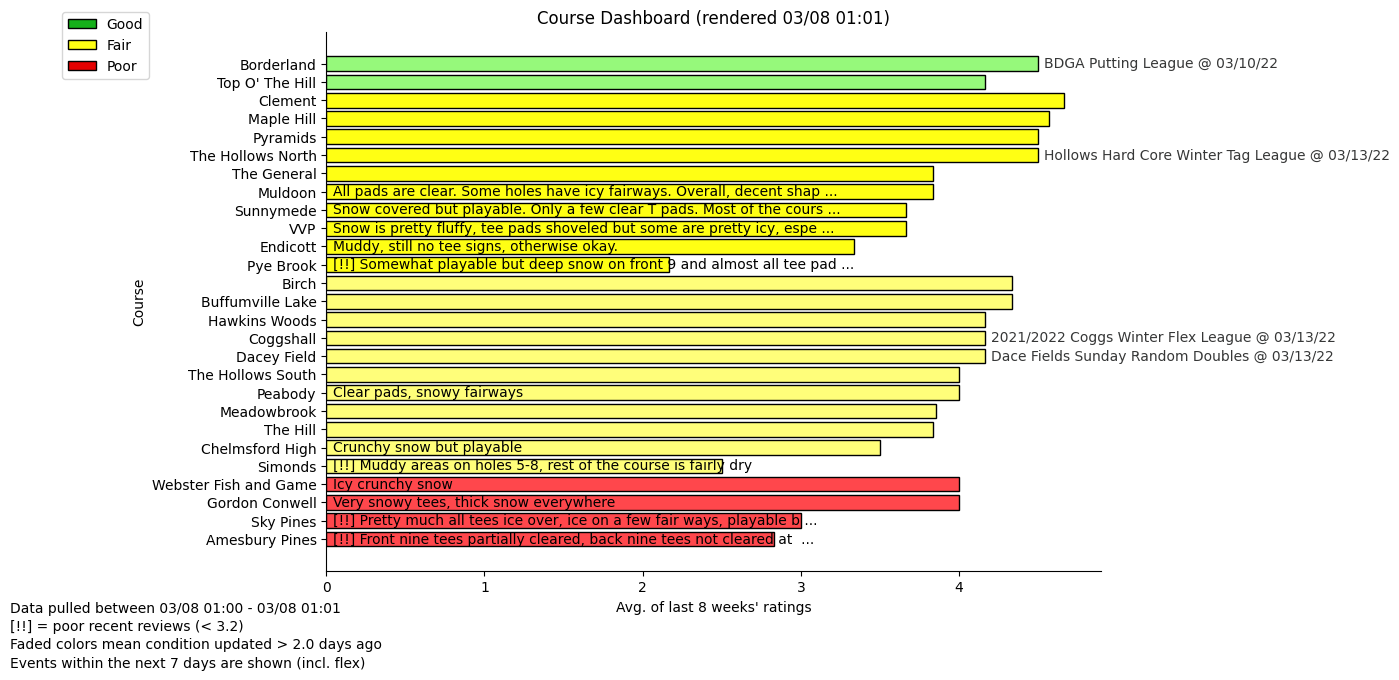 Course Dashboard (rendered 03/08 01:01)
Good
Fair
Poor
Course
Borderland BDGA Putting League @ 03/10/22
Top O' The Hill
Clement
Maple Hill
Pyramids
The Hollows North Hollows Hard Core Winter Tag League @ 03/13/22
The General
Muldoon All pads are clear. Some holes have icy fairways. Overall, decent shap ...
Sunnymede Snow covered but playable. Only a few clear T pads. Most of the cours ...
VVP Snow is pretty fluffy, tee pads shoveled but some are pretty icy, espe ...
Endicott Muddy, still no tee signs, otherwise okay.
Pye Brook [!!] Somewhat playable but deep snow on front 9 and almost all tee pad ...
Birch
Buffumville Lake
Hawkins Woods
Coggshall 2021/2022 Coggs Winter Flex League @ 03/13/22
Dacey Field Dace Fields Sunday Random Doubles @ 03/13/22
The Hollows South
Peabody Clear pads, snowy fairways
Meadowbrook
The Hill
Chelmsford High Crunchy snow but playable
Simonds [!!] Muddy areas on holes 5-8, rest of the course is fairly dry
Webster Fish and Game Icy crunchy snow
Gordon Conwell Very snowy tees, thick snow everywhere
Sky Pines [!!] Pretty much all tees ice over, ice on a few fair ways, playable b ...
Amesbury Pines [!!] Front nine tees partially cleared, back nine tees not cleared at  ...
0 1 2 3 4
Avg. of last 8 weeks' ratings
Data pulled between 03/08 01:00 - 03/08 01:01
[!!] = poor recent reviews (< 3.2)
Faded colors mean condition updated > 2.0 days ago
Events within the next 7 days are shown (incl. flex)